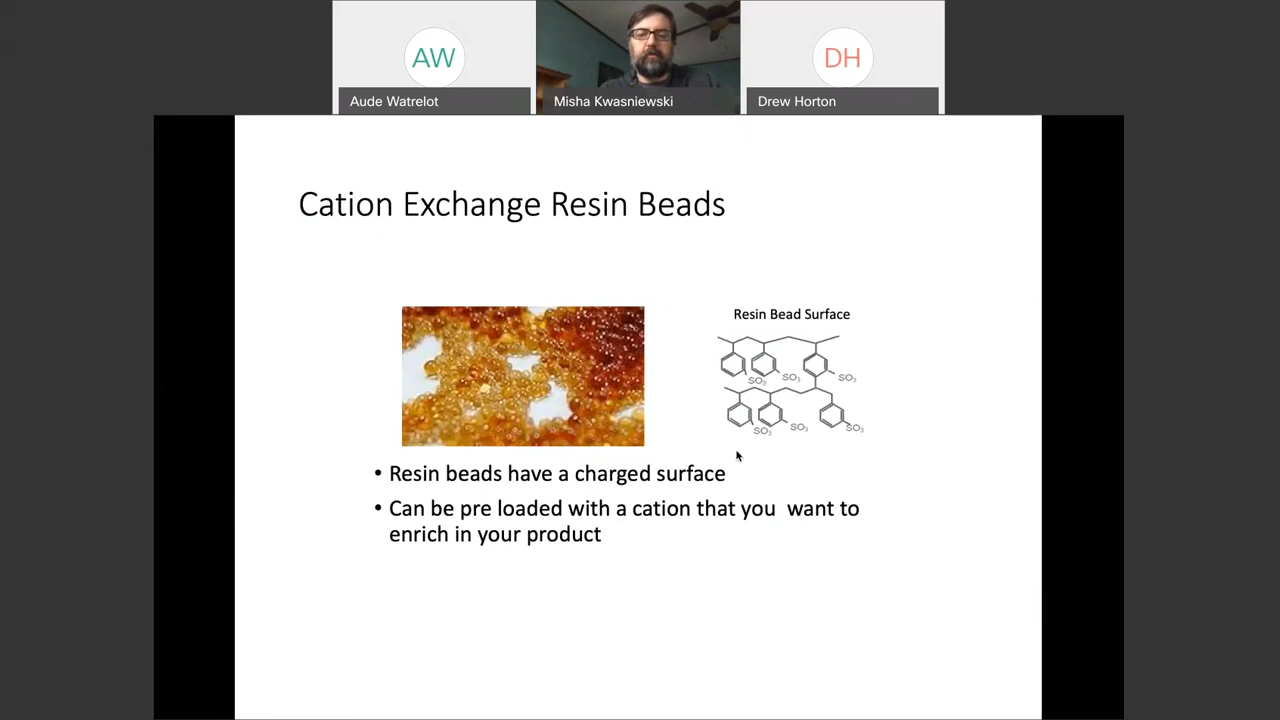 AW
DH
Aude Watrelot
Misha Kwasniewski
Drew Horton
Cation Exchange Resin Beads
Resin Bead Surface
SO3 SO3 SO3
SO3 SO3 SO3
• Resin beads have a charged surface
• Can be pre loaded with a cation that you  want to
enrich in your product